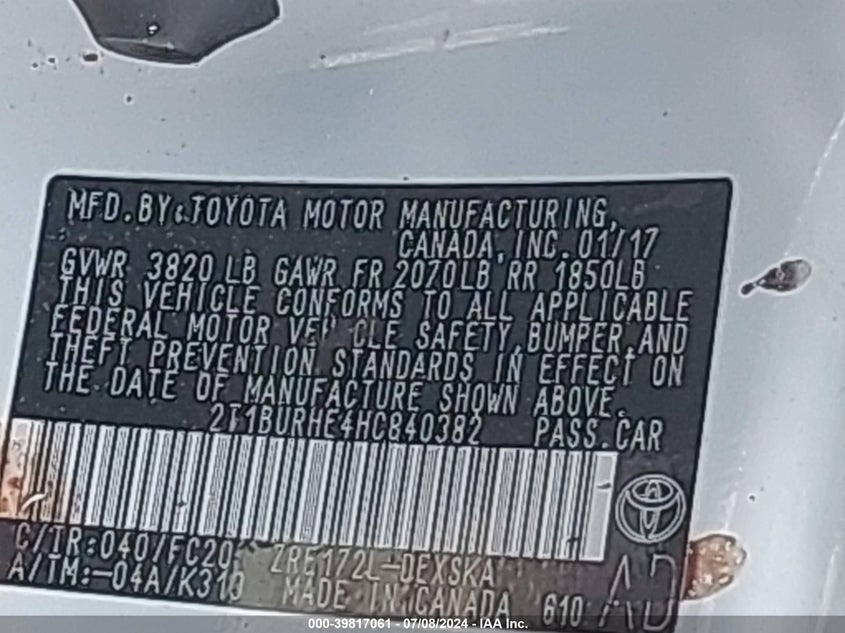 MFD.BY:TOYOTA MOTOR MANUFACTURING,
CANADA, INC. 01/17
GVWR 3820 LB GAWR FR 2070LB RR 1850LB
THIS VEHICLE CONFORMS TO ALL APPLICABLE
FEDERAL MOTOR VEH CLE SAFETY,BUMPER,AND
THEFT PREVENTION STANDARDS IN EFFECT ON
THE DATE OF MANUFACTURE SHOWN ABOVE.
2T1BURHE4HC840382 PASS.CAR
C/TR:040/FC20 ZRE172L-DEXSKA
A/TM:-04A/K310 MADE IN CANADA 610 AD
000-39817061 - 07/08/2024 - IAA Inc.